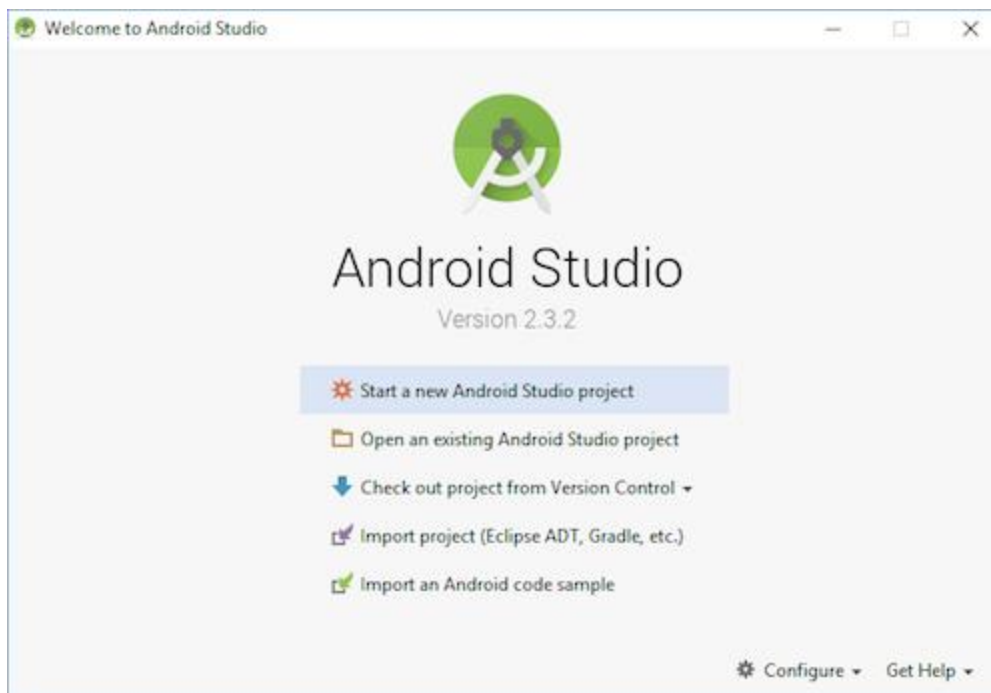 Welcome to Android Studio
Android Studio
Version 2.3.2
Start a new Android Studio project
Open an existing Android Studio project
Check out project from Version Control
Import project (Eclipse ADT, Gradle, etc.)
Import an Android code sample
Configure Get Help